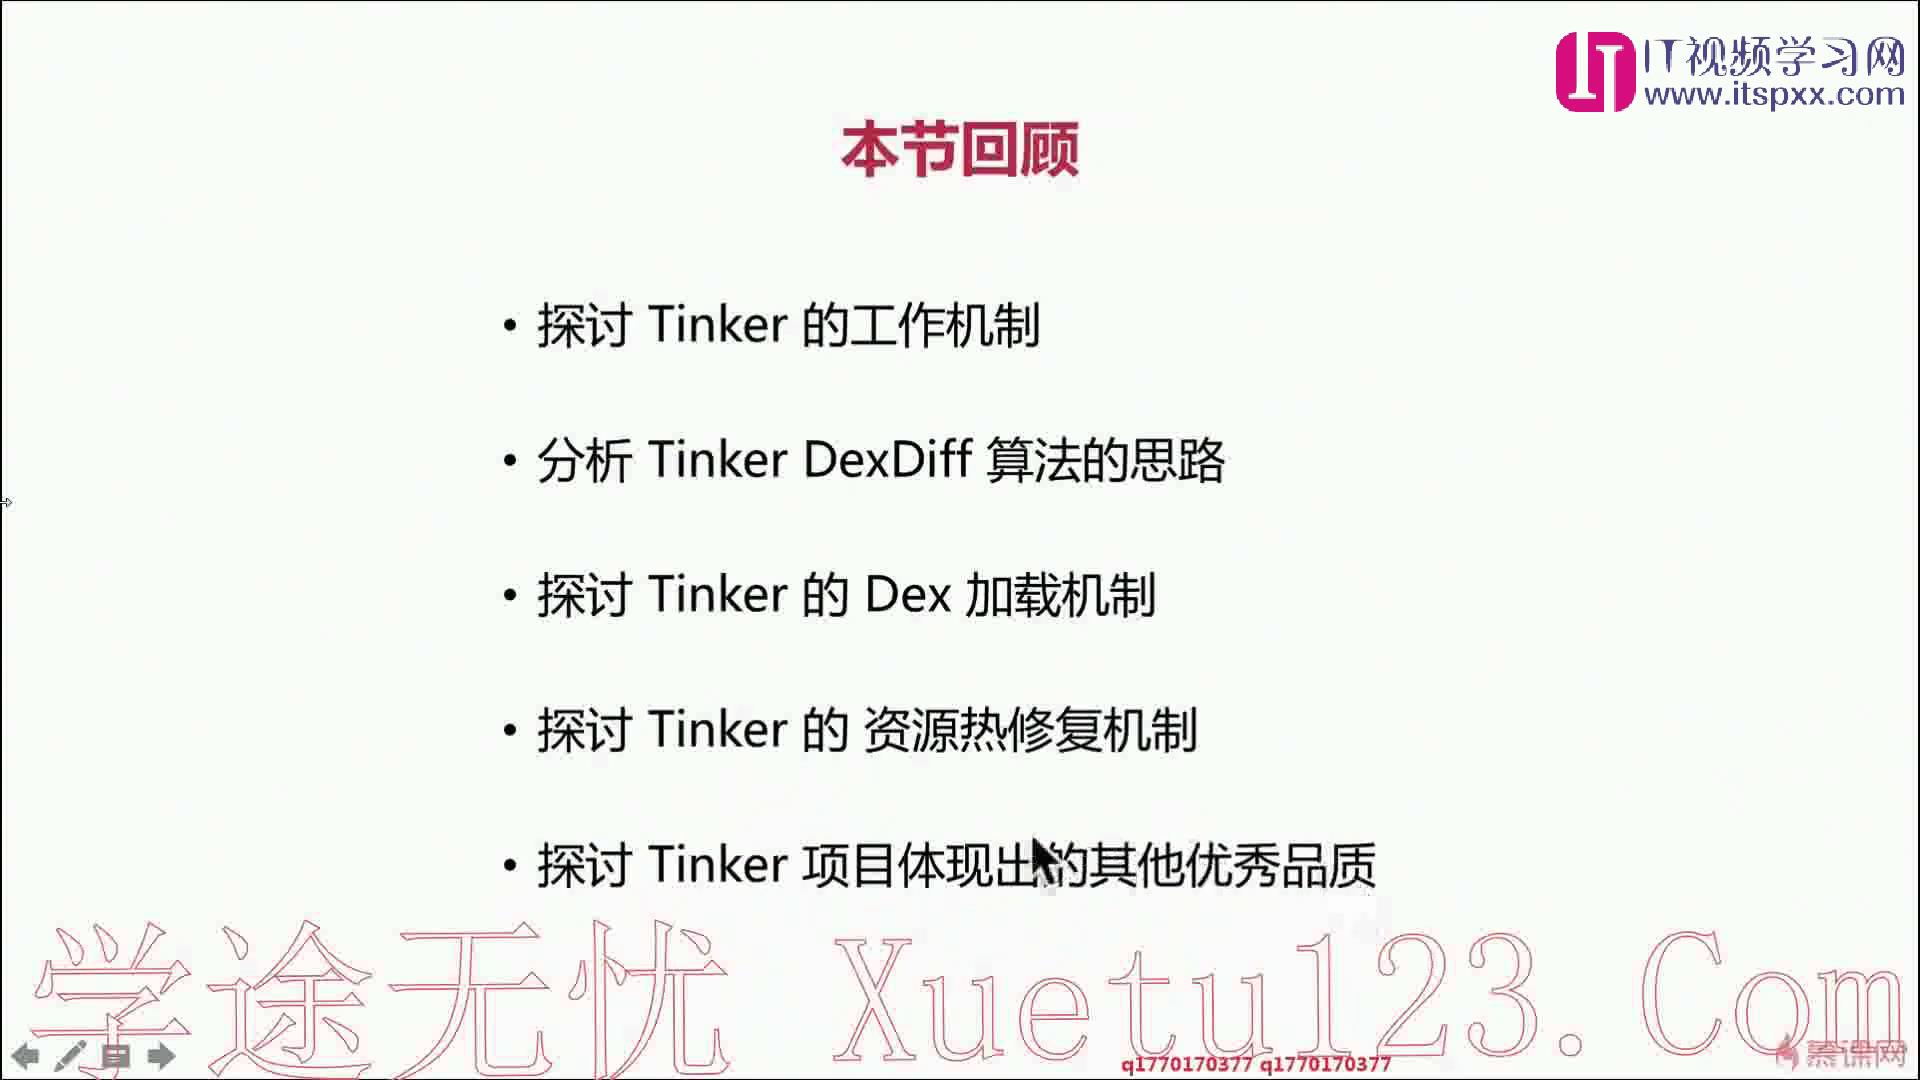 IT视频学习网
www.itspxx.com
本节回顾
• 探讨 Tinker 的工作机制
• 分析 Tinker DexDiff 算法的思路
• 探讨 Tinker 的 Dex 加载机制
• 探讨 Tinker 的 资源热修复机制
• 探讨 Tinker 项目体现出的其他优秀品质
学途无忧 Xuetu123.Com
q1770170377 q1770170377
慕课网